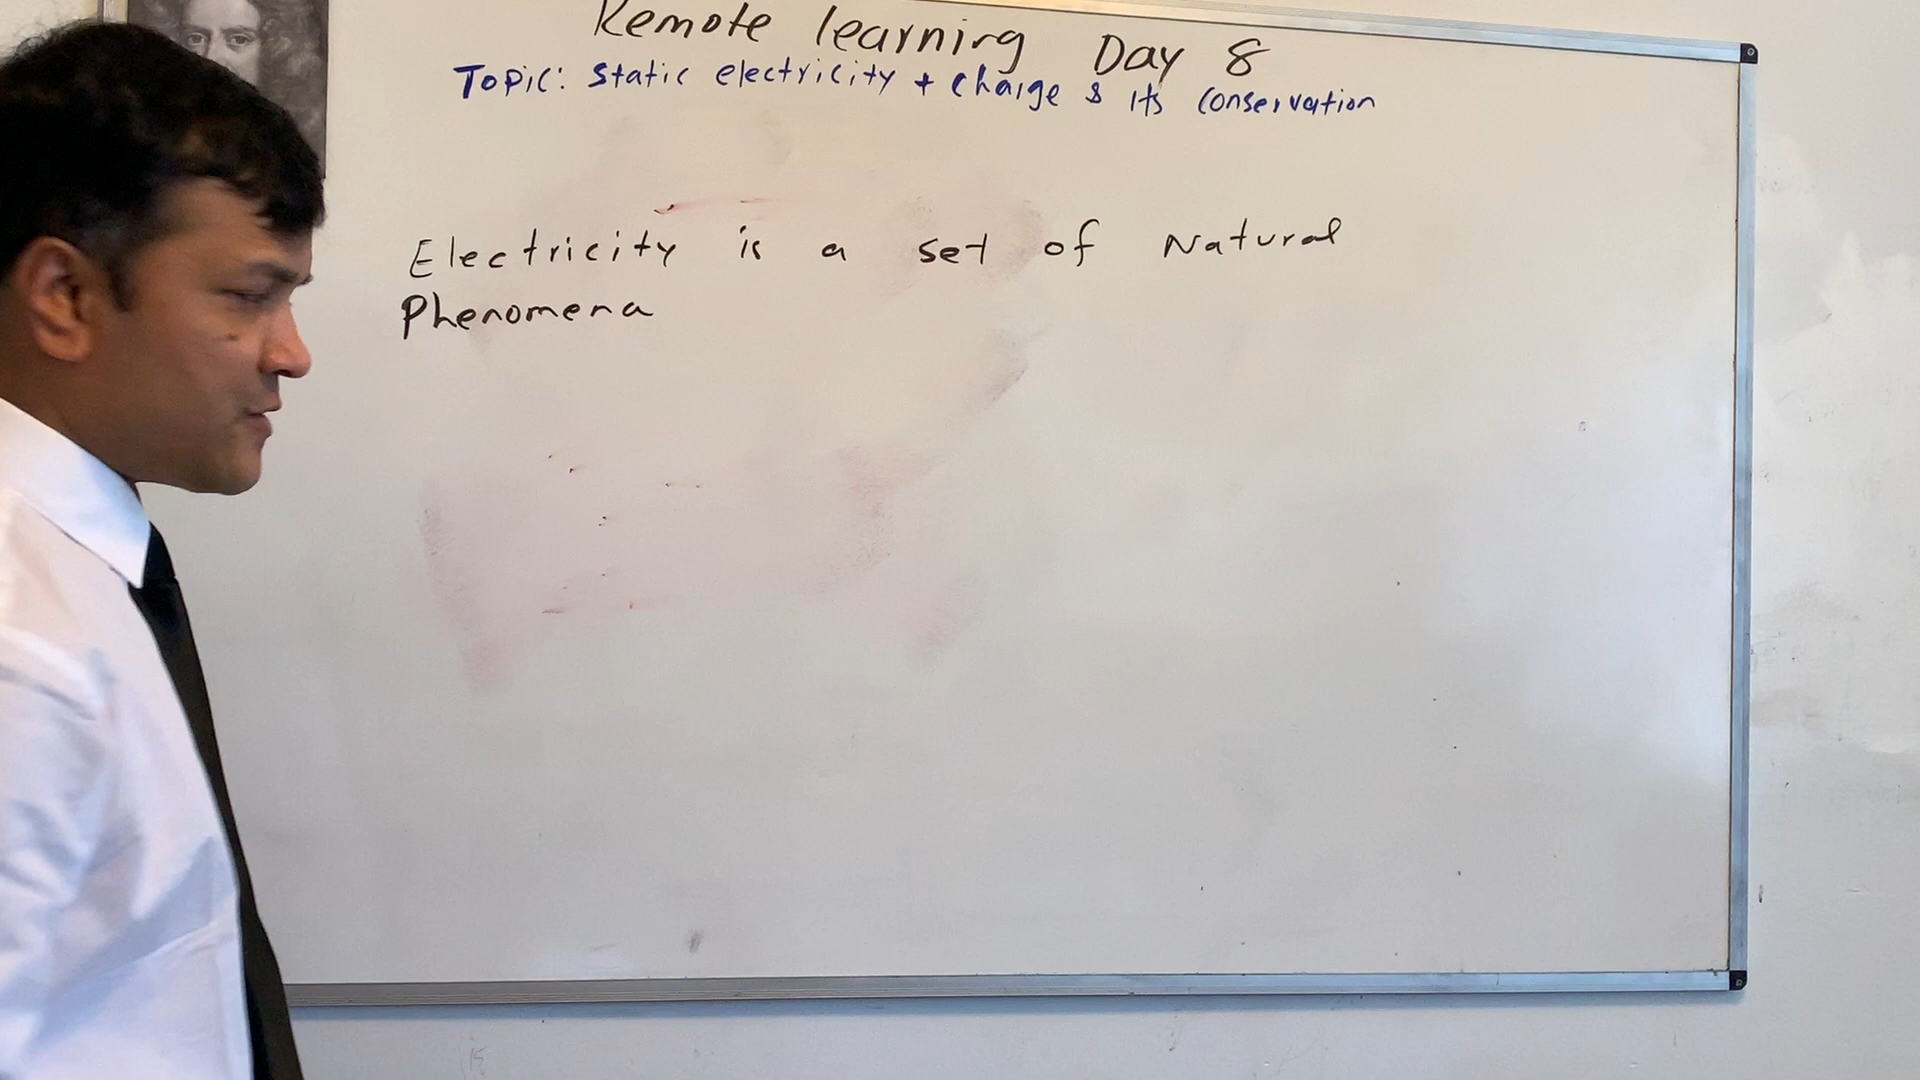 Remote learning Day 8
Topic: Static electricity + Charge & Its Conservation
Electricity is a set of Natural
Phenomena